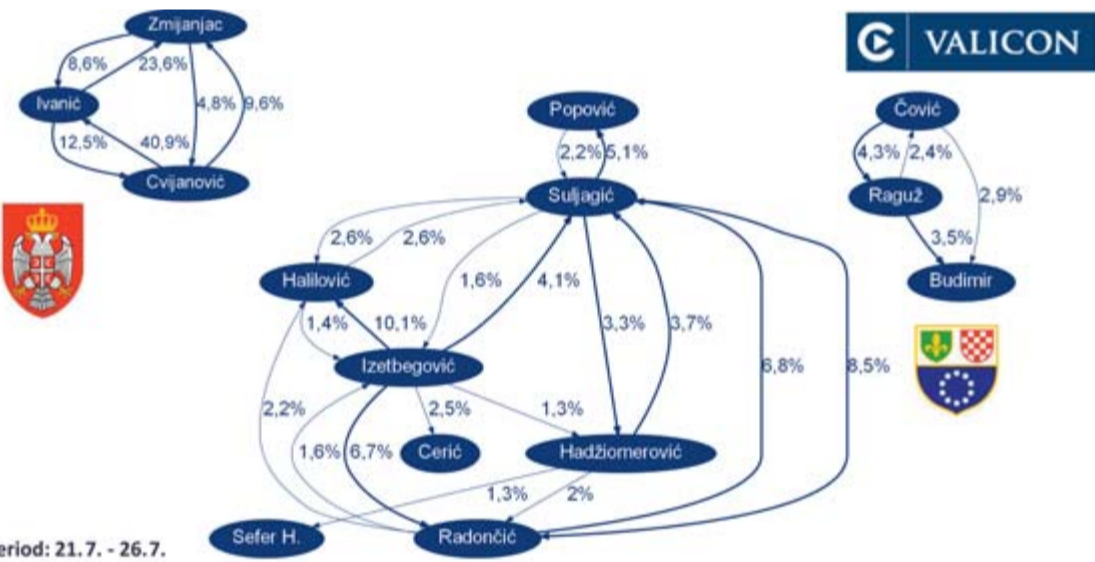 Zmijanjac
8,6%
23,6%
Ivanić
4,8%
9,6%
12,5%
40,9%
Cvijanović
VALICON
Popović
2,2%
5,1%
Suljagić
Čović
4,3%
2,4%
Raguž
2,9%
3,5%
Budimir
2,6%
2,6%
Halilović
1,6%
4,1%
1,4%
10,1%
3,3%
3,7%
Izetbegović
6,8%
8,5%
2,2%
2,5%
1,3%
1,6%
6,7%
Cerić
Hadžiomerović
1,3%
2%
Sefer H.
Radončić
eriod: 21.7. - 26.7.